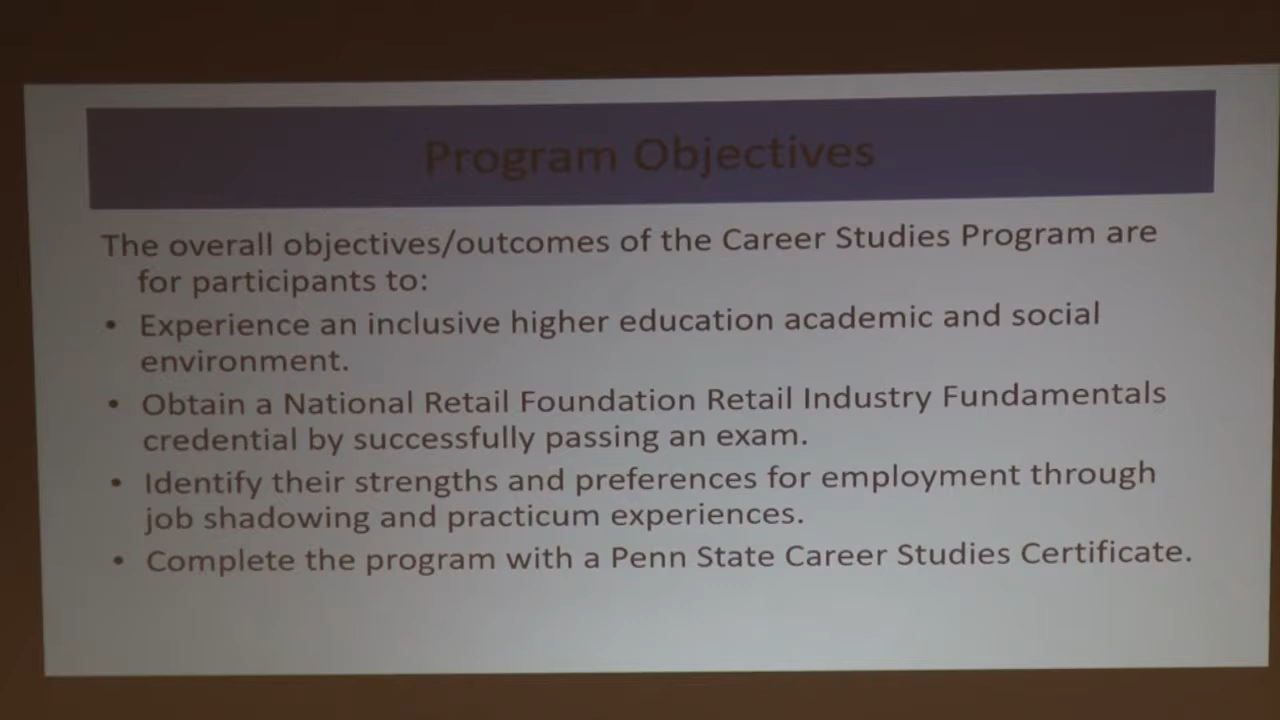 Program Objectives
The overall objectives/outcomes of the Career Studies Program are
for participants to:
• Experience an inclusive higher education academic and social
environment.
• Obtain a National Retail Foundation Retail Industry Fundamentals
credential by successfully passing an exam.
• Identify their strengths and preferences for employment through
job shadowing and practicum experiences.
• Complete the program with a Penn State Career Studies Certificate.